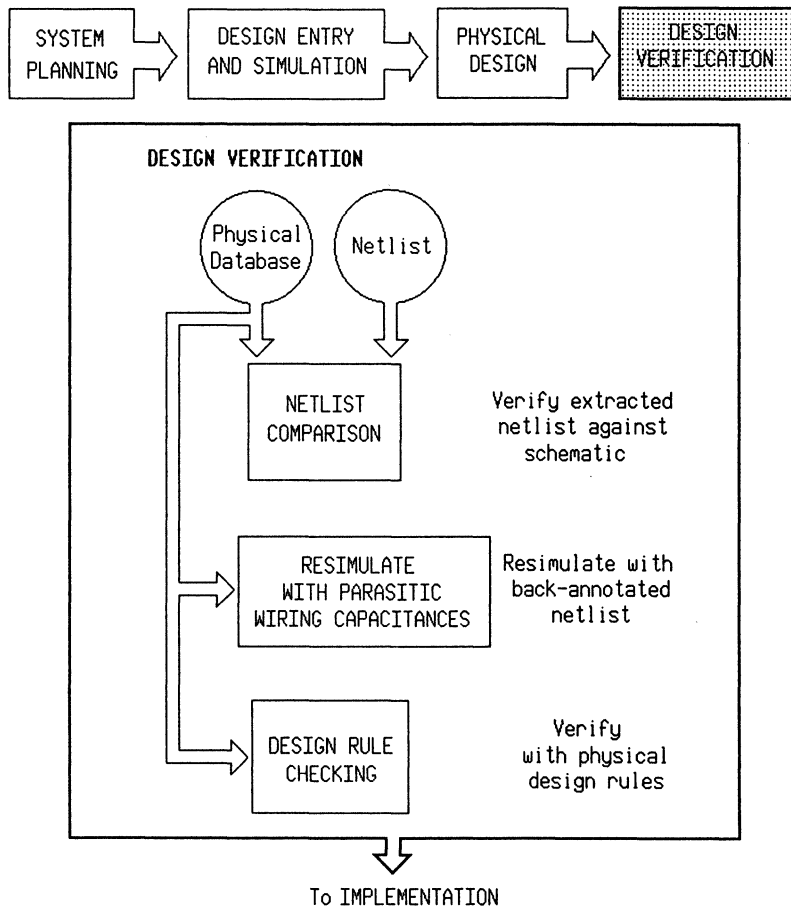 SYSTEM
PLANNING
DESIGN ENTRY
AND SIMULATION
PHYSICAL
DESIGN
DESIGN
VERIFICATION
DESIGN VERIFICATION
Physical
Database
Netlist
NETLIST
COMPARISON
Verify extracted
netlist against
schematic
RESIMULATE
WITH PARASITIC
WIRING CAPACITANCES
Resimulate with
back-annotated
netlist
DESIGN RULE
CHECKING
Verify
with physical
design rules
To IMPLEMENTATION